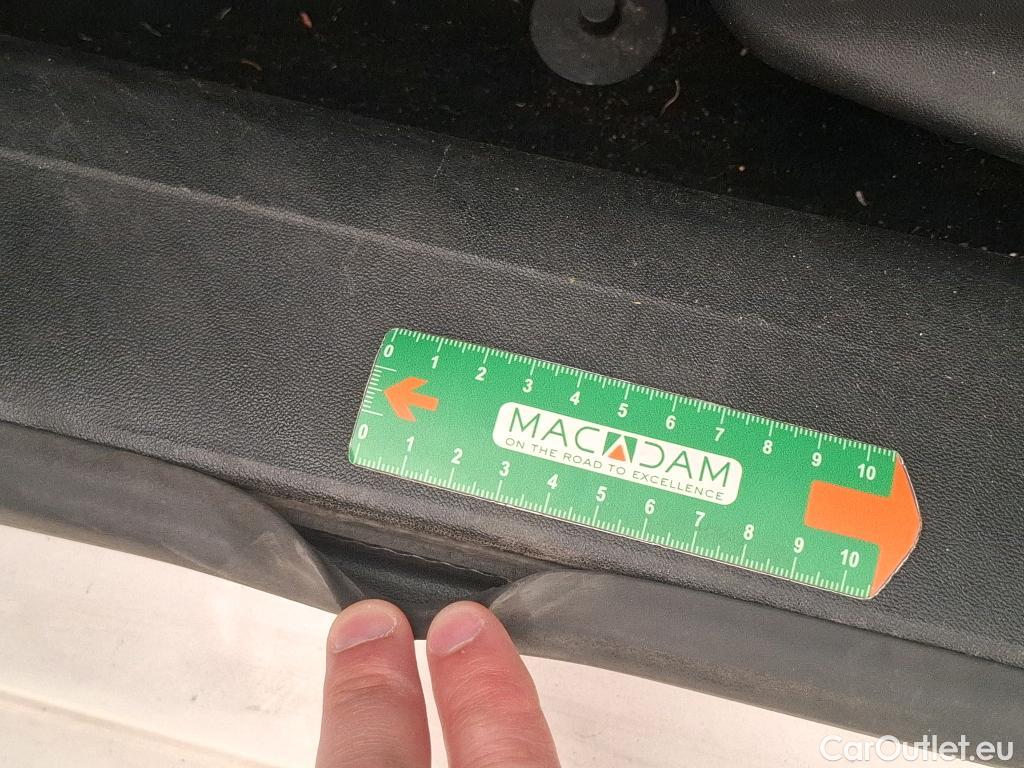 0 1 2 3 4 5 6 7 8 9 10
MACADAM
ON THE ROAD TO EXCELLENCE
0 1 2 3 4 5 6 7 8 9 10
CarOutlet.eu